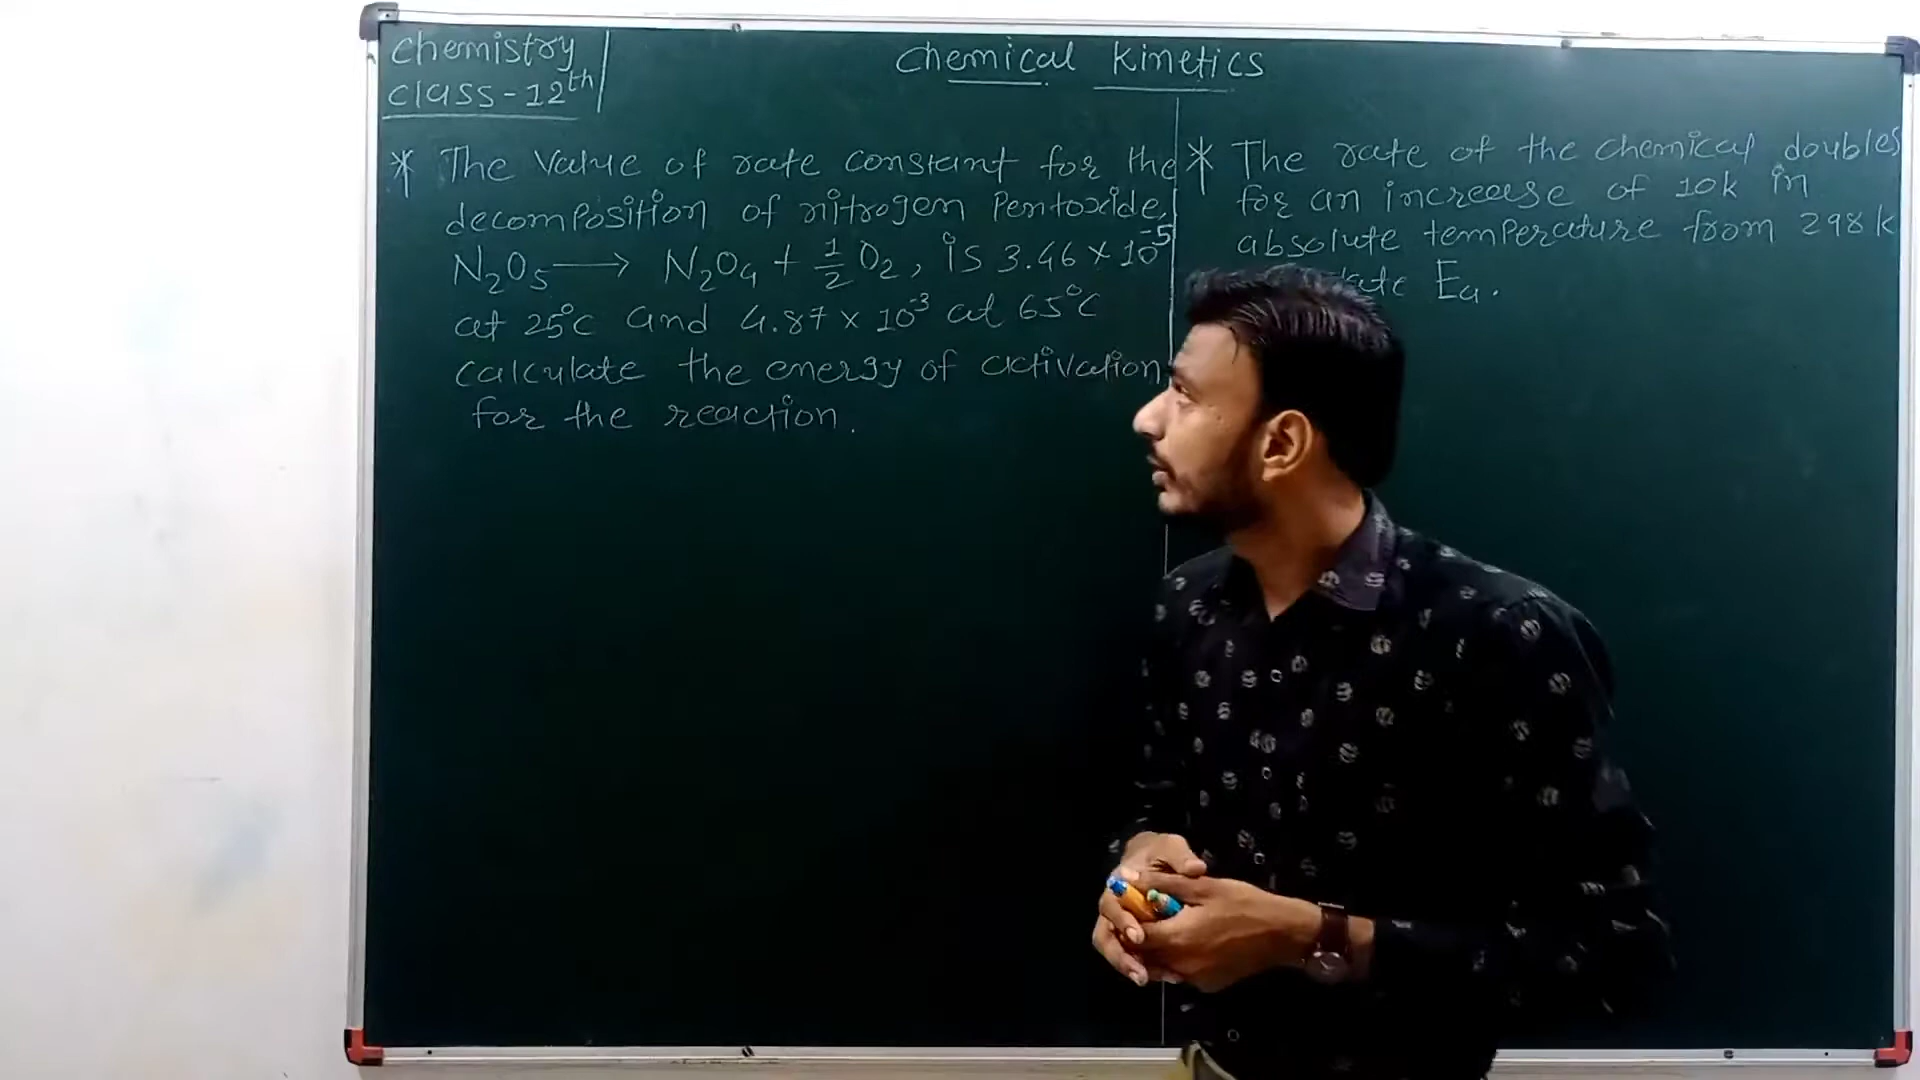 Chemistry
Class-12th
Chemical Kinetics
* The Value of rate constant for the
decomposition of nitrogen Pentoxide,
N₂O₅ → N₂O₄ + 1/2 O₂, is 3.46 × 10⁻⁵
at 25°C and 4.87 × 10⁻³ at 65°C
Calculate the energy of activation
for the reaction.
* The rate of the chemical doubles
for an increase of 10k in
absolute temperature from 298k
Ea.